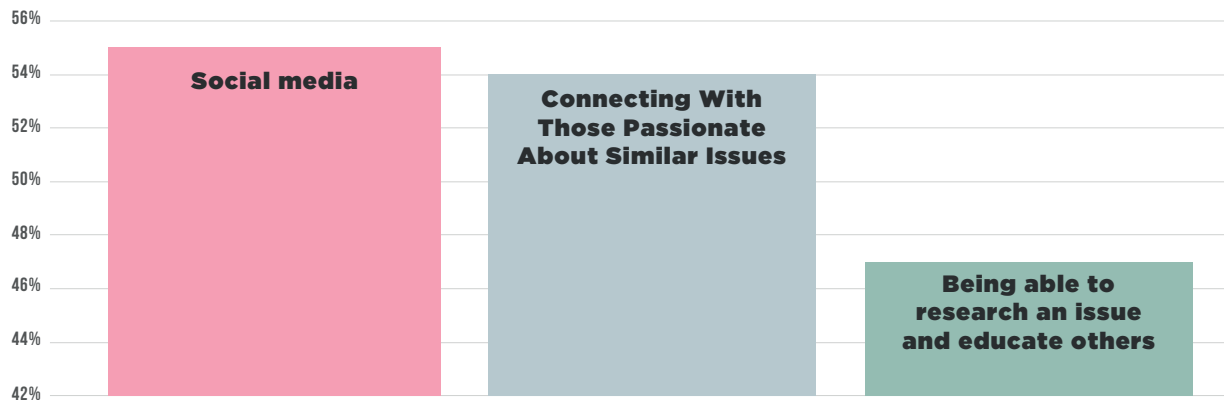 56%
54%
52%
50%
48%
46%
44%
42%
Social media
Connecting With
Those Passionate
About Similar Issues
Being able to
research an issue
and educate others